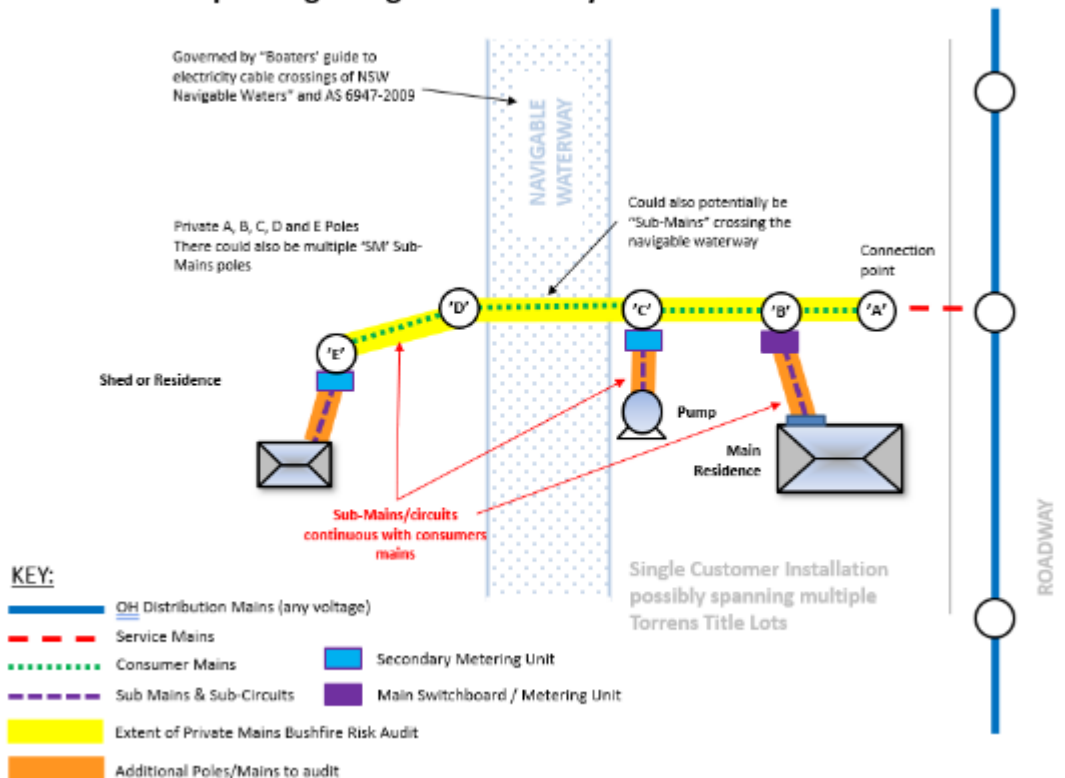 Governed by "Boaters' guide to
electricity cable crossings of NSW
Navigable Waters" and AS 6947-2009
NAVIGABLE
WATERWAY
Could also potentially be
"Sub-Mains" crossing the
navigable waterway
Private A, B, C, D and E Poles
There could also be multiple 'SM' Sub-
Mains poles
Connection
point
'E'
'D'
'C'
'B'
'A'
Shed or Residence
Pump
Main
Residence
Sub-Mains/circuits
continuous with consumers
mains
Single Customer Installation
possibly spanning multiple
Torrens Title Lots
ROADWAY
KEY:
OH Distribution Mains (any voltage)
Service Mains
Consumer Mains
Sub Mains & Sub-Circuits
Secondary Metering Unit
Main Switchboard / Metering Unit
Extent of Private Mains Bushfire Risk Audit
Additional Poles/Mains to audit